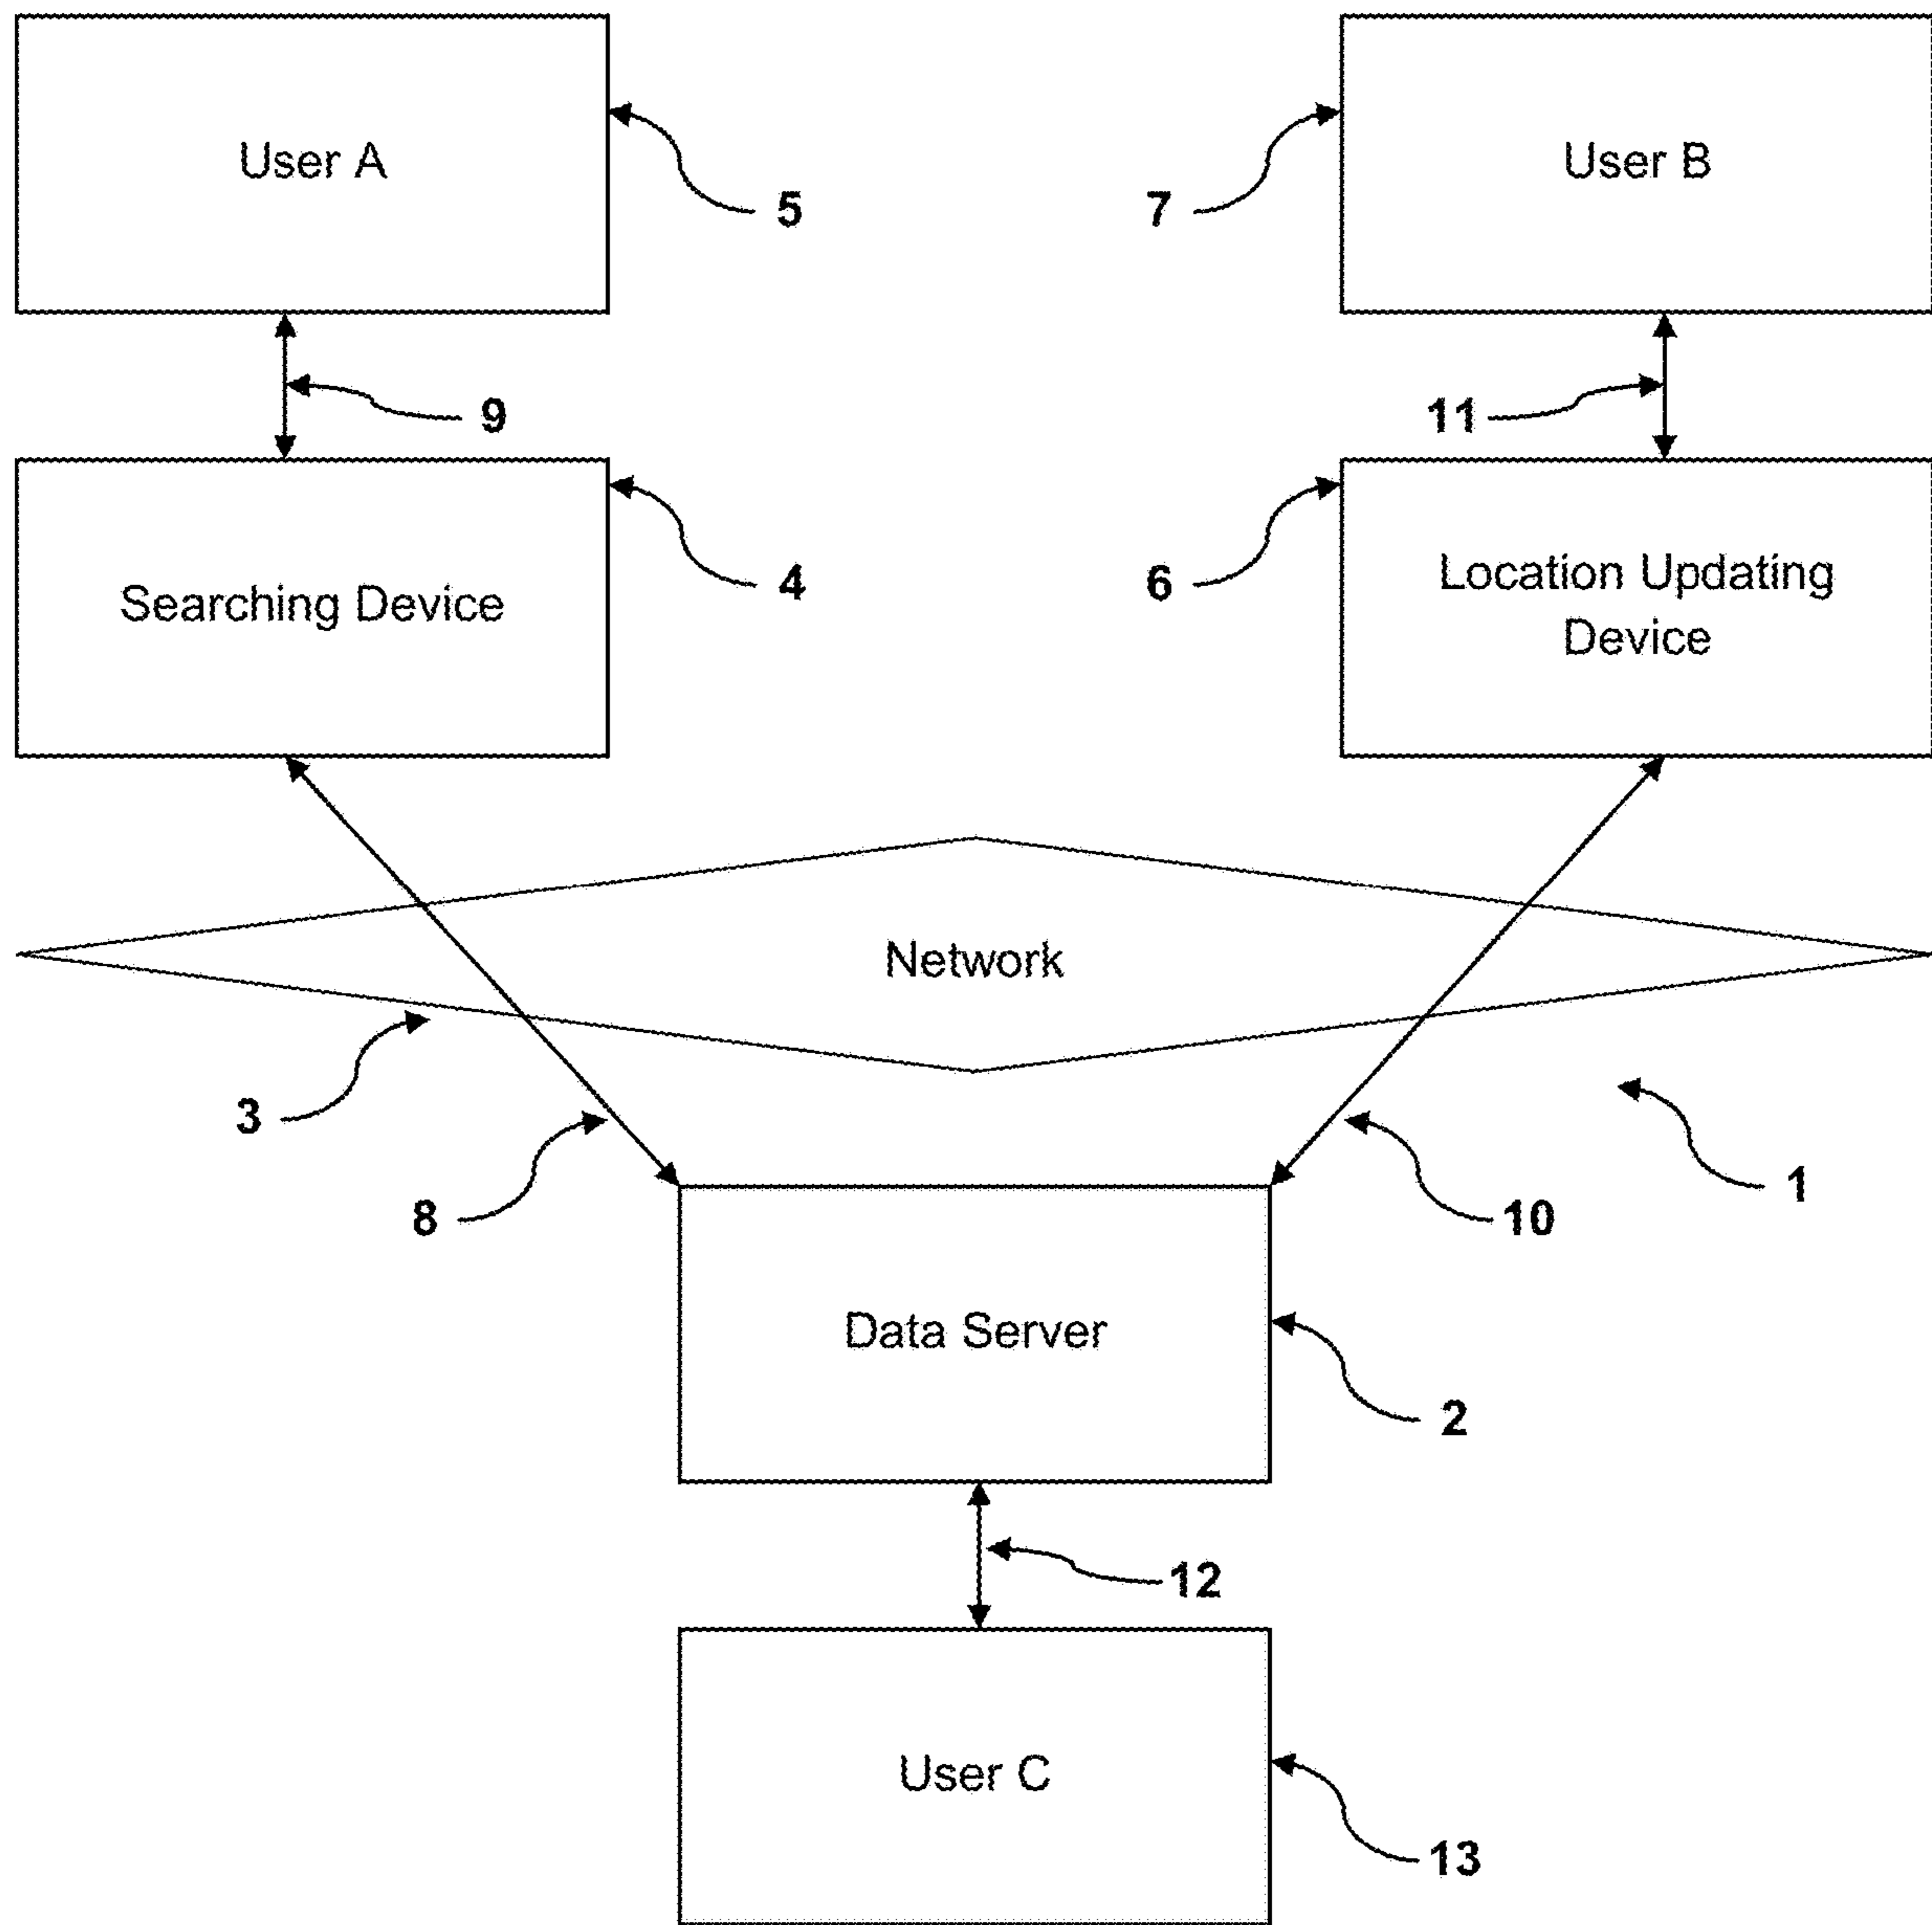 User A
User B
5
7
9
11
Searching Device
4
6
Location Updating
Device
Network
3
8
10
1
Data Server
2
12
User C
13